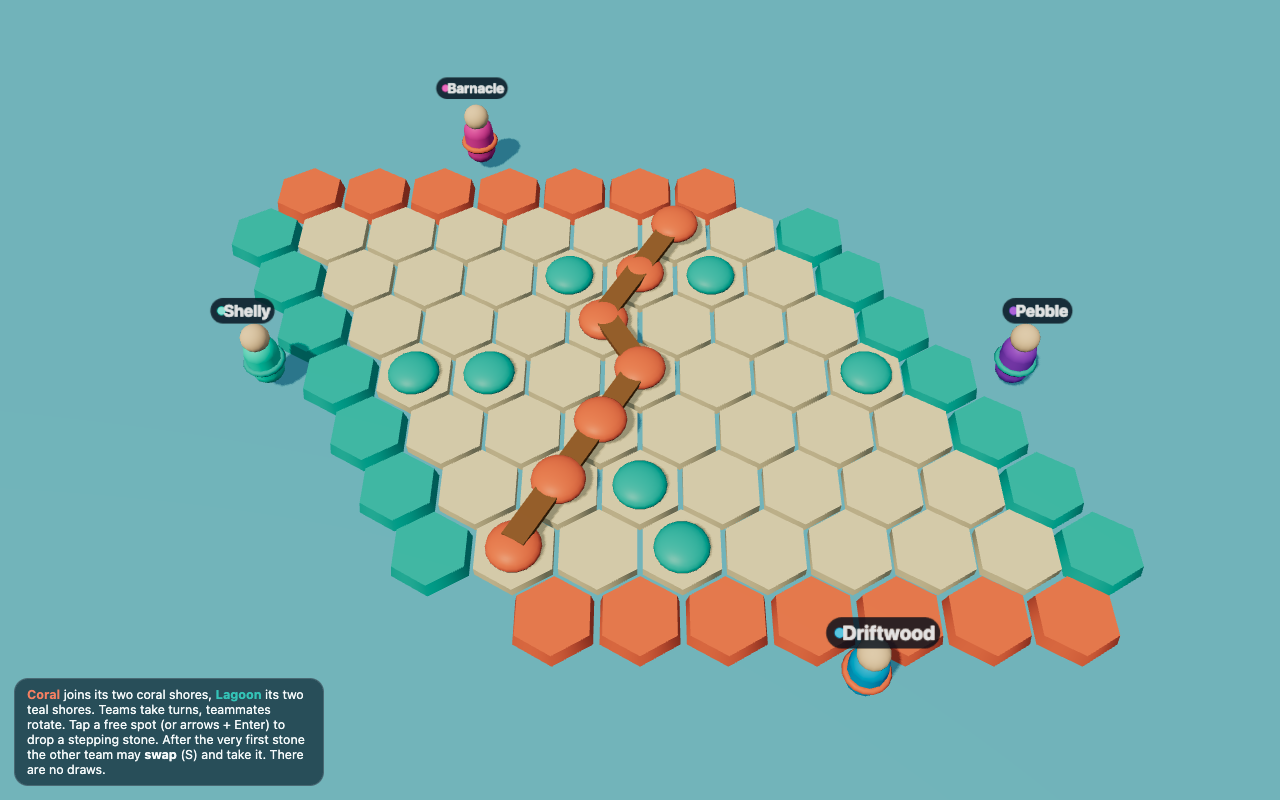 Barnacle
Shelly
Pebble
Driftwood
Coral joins its two coral shores, Lagoon its two
teal shores. Teams take turns, teammates
rotate. Tap a free spot (or arrows + Enter) to
drop a stepping stone. After the very first stone
the other team may swap (S) and take it. There
are no draws.